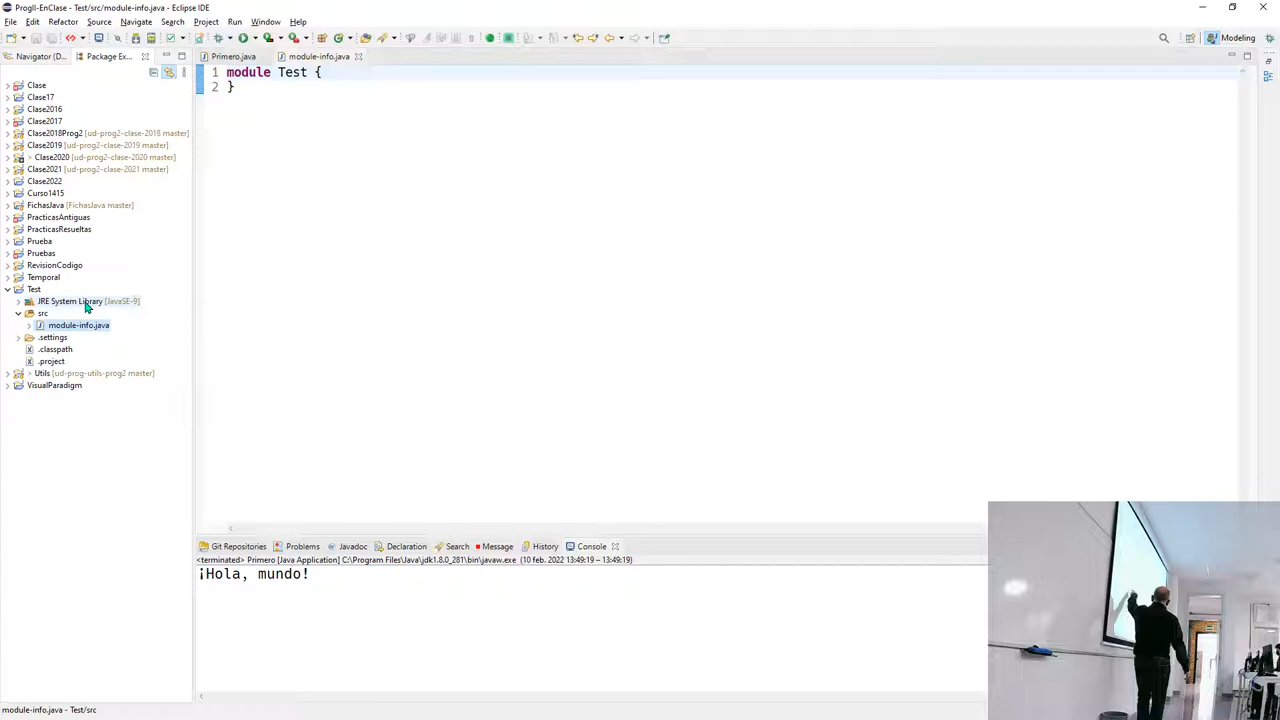 ProgII-EnClase - Test/src/module-info.java - Eclipse IDE
File Edit Refactor Source Navigate Search Project Run Window Help
Modeling
Navigator (D... Package Ex...
Primero.java module-info.java
1 module Test {
2 }
Clase
Clase17
Clase2016
Clase2017
Clase2018Prog2 [ud-prog2-clase-2018 master]
Clase2019 [ud-prog2-clase-2019 master]
> Clase2020 [ud-prog2-clase-2020 master]
Clase2021 [ud-prog2-clase-2021 master]
Clase2022
Curso1415
FichasJava [FichasJava master]
PracticasAntiguas
PracticasResueltas
Prueba
Pruebas
RevisionCodigo
Temporal
Test
JRE System Library [JavaSE-9]
src
module-info.java
.settings
.classpath
.project
> Utils [ud-prog-utils-prog2 master]
VisualParadigm
Git Repositories Problems Javadoc Declaration Search Message History Console
<terminated> Primero [Java Application] C:\Program Files\Java\jdk1.8.0_281\bin\javaw.exe (10 feb. 2022 13:49:19 – 13:49:19)
¡Hola, mundo!
module-info.java - Test/src